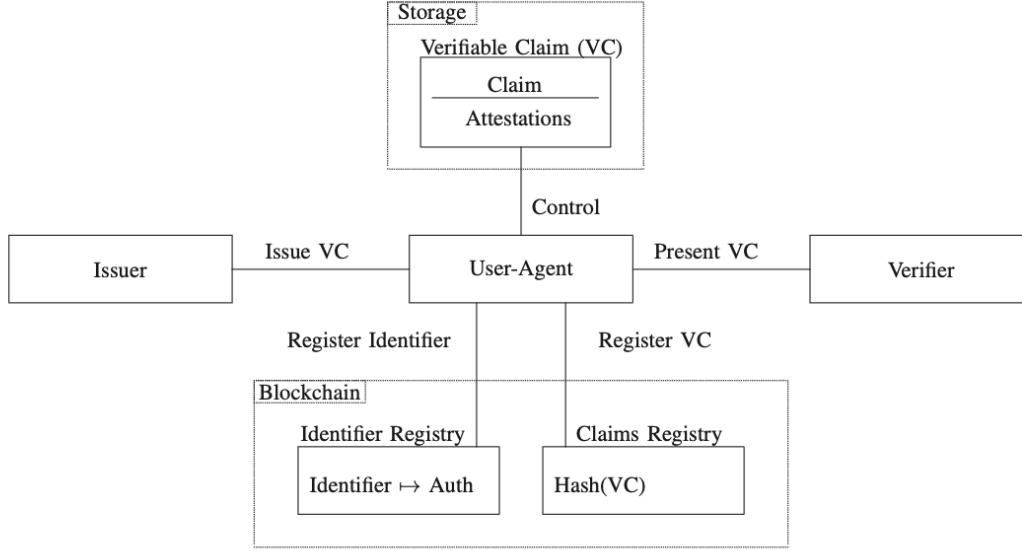 Storage
Verifiable Claim (VC)
Claim
Attestations
Control
Issuer
Issue VC
User-Agent
Present VC
Verifier
Register Identifier
Register VC
Blockchain
Identifier Registry
Claims Registry
Identifier ↦ Auth
Hash(VC)